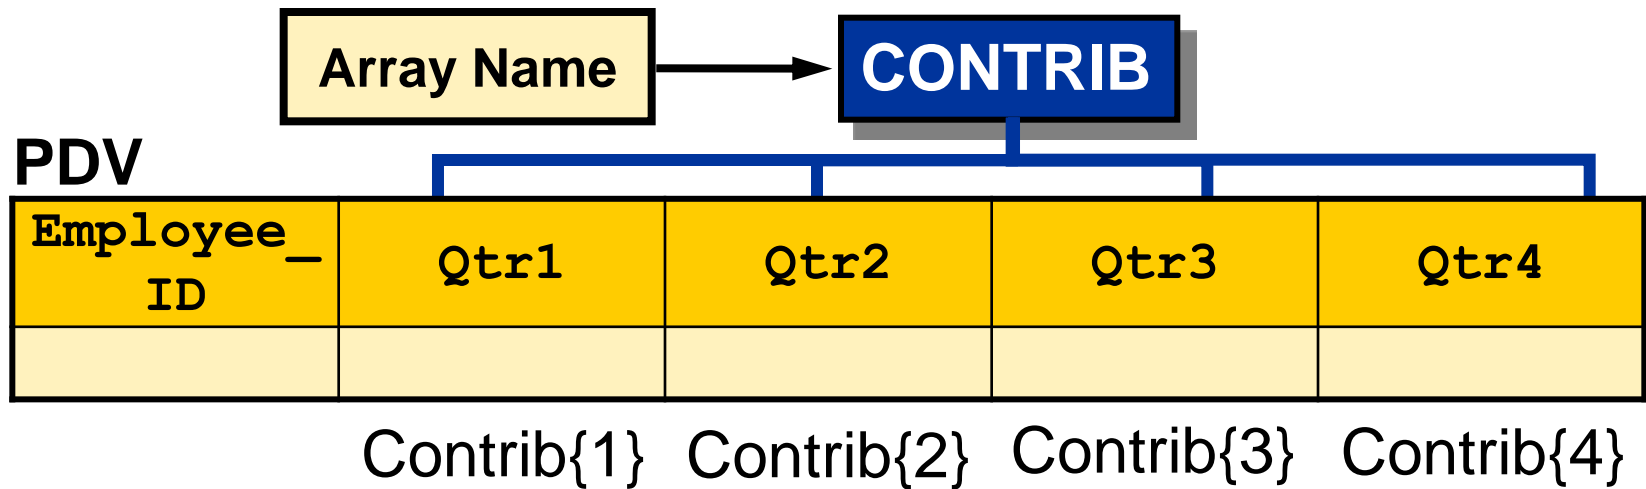 Array Name
CONTRIB
PDV
Employee_
ID
Qtr1
Qtr2
Qtr3
Qtr4
Contrib{1}
Contrib{2}
Contrib{3}
Contrib{4}